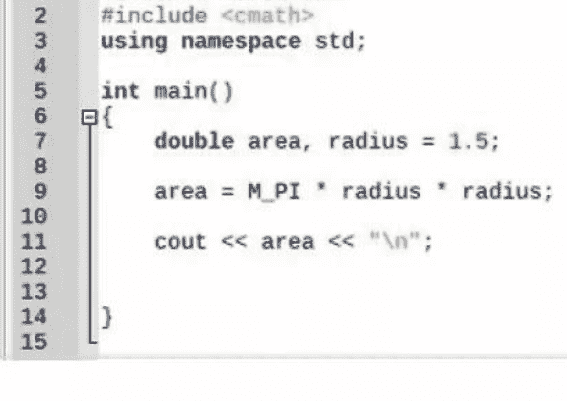 2 #include <cmath>
3 using namespace std;
4
5 int main()
6 {
7 double area, radius = 1.5;
8
9 area = M_PI * radius * radius;
10
11 cout << area << "\n";
12
13
14 }
15